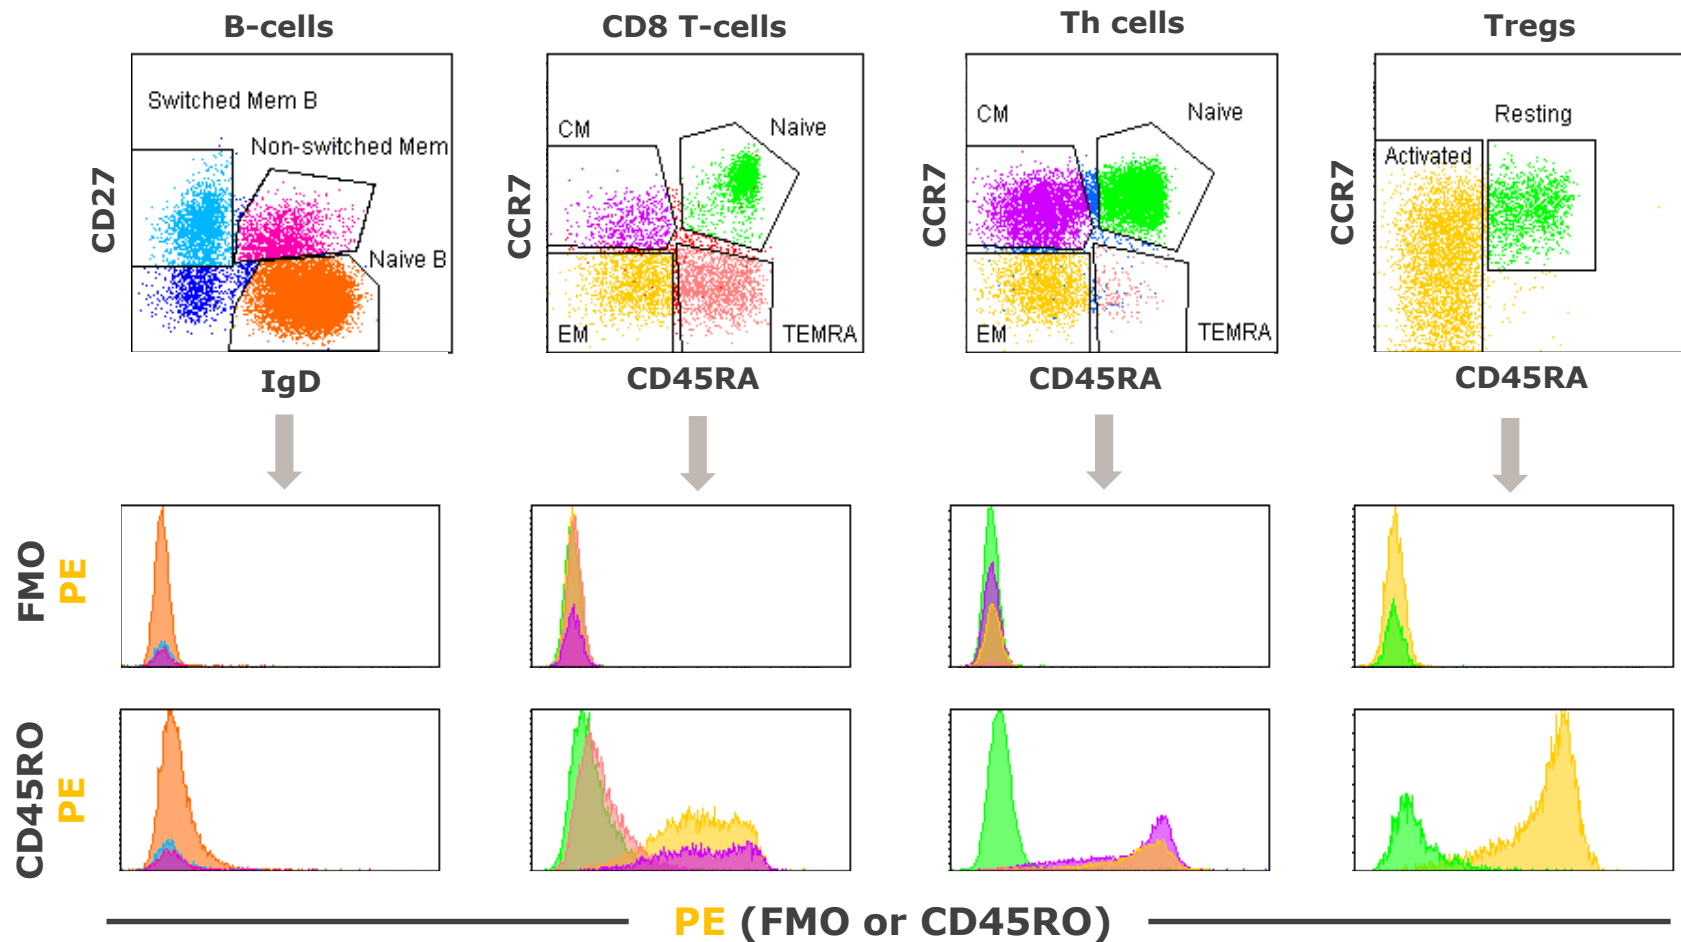 B-cells
CD8 T-cells
Th cells
Tregs
CD27
Switched Mem B
Non-switched Mem
Naive B
IgD
CCR7
CM
Naive
EM
TEMRA
CD45RA
CCR7
CM
Naive
EM
TEMRA
CD45RA
CCR7
Activated
Resting
CD45RA
FMO
PE
CD45RO
PE
PE (FMO or CD45RO)